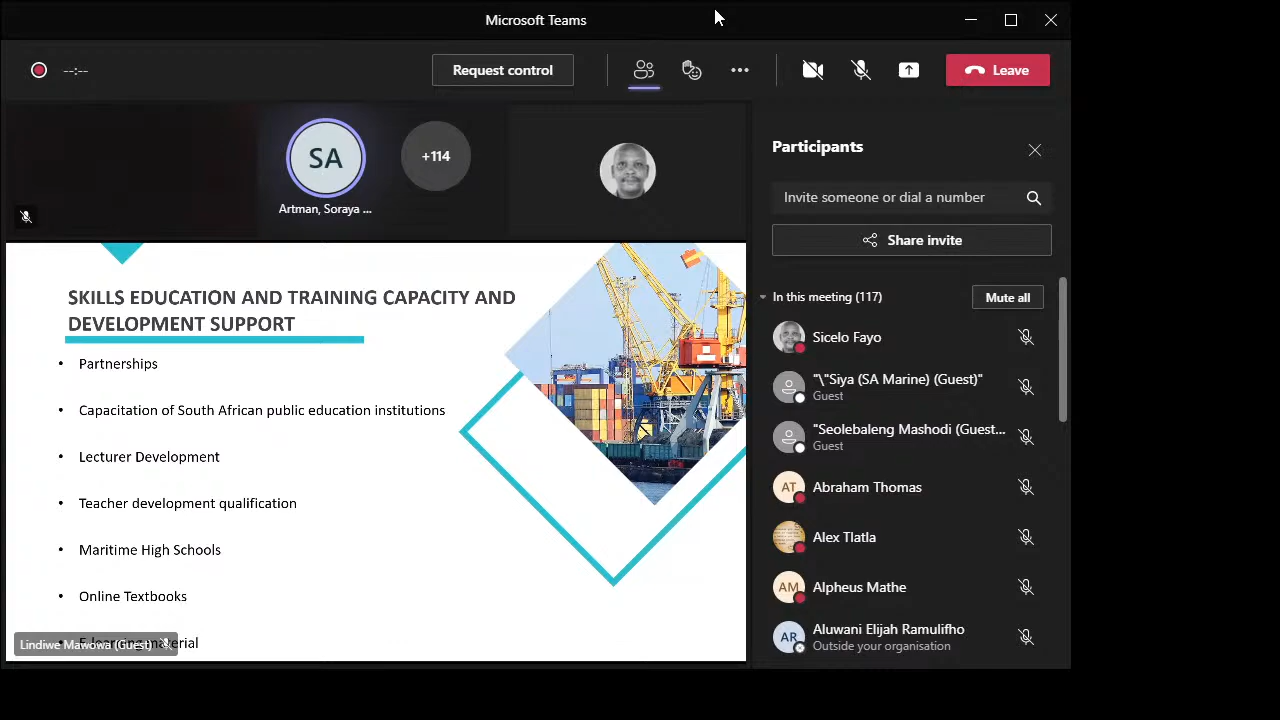 Microsoft Teams
--:--
Request control
Leave
SA
+114
Artman, Soraya ...
Participants
Invite someone or dial a number
Share invite
In this meeting (117)
Mute all
Sicelo Fayo
"\"Siya (SA Marine) (Guest)"
Guest
"Seolebaleng Mashodi (Guest...
Guest
AT
Abraham Thomas
Alex Tlatla
AM
Alpheus Mathe
AR
Aluwani Elijah Ramulifho
Outside your organisation
SKILLS EDUCATION AND TRAINING CAPACITY AND
DEVELOPMENT SUPPORT
• Partnerships
• Capacitation of South African public education institutions
• Lecturer Development
• Teacher development qualification
• Maritime High Schools
• Online Textbooks
• E-learning material
Lindiwe Mawowa (Guest)